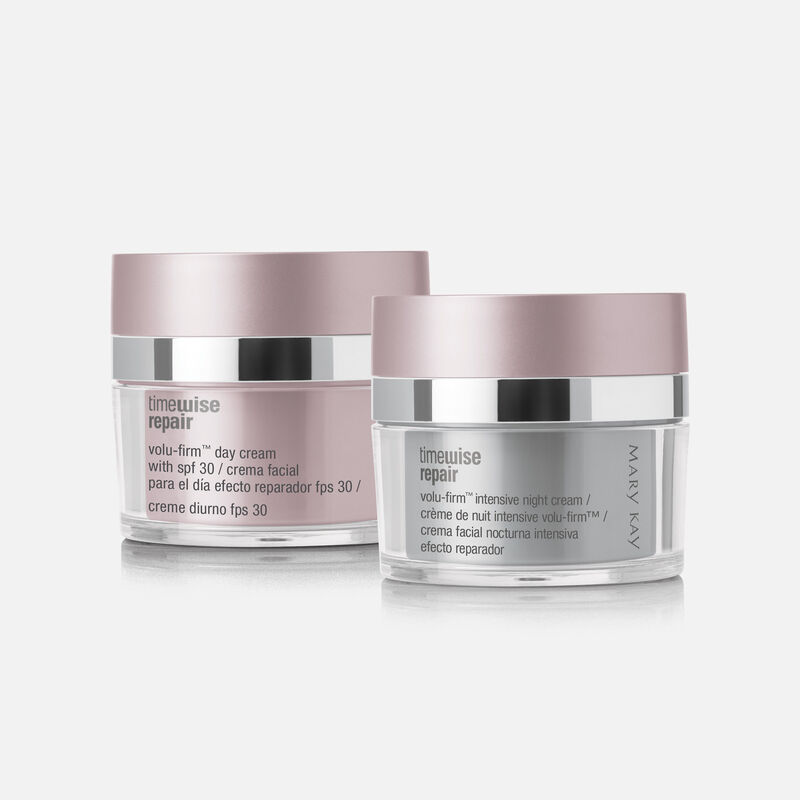 timewise
repair
volu-firm™ day cream
with spf 30 / crema facial
para el día efecto reparador fps 30 /
creme diurno fps 30
timewise
repair
volu-firm™ intensive night cream /
crème de nuit intensive volu-firm™ /
crema facial nocturna intensiva
efecto reparador
MARY KAY